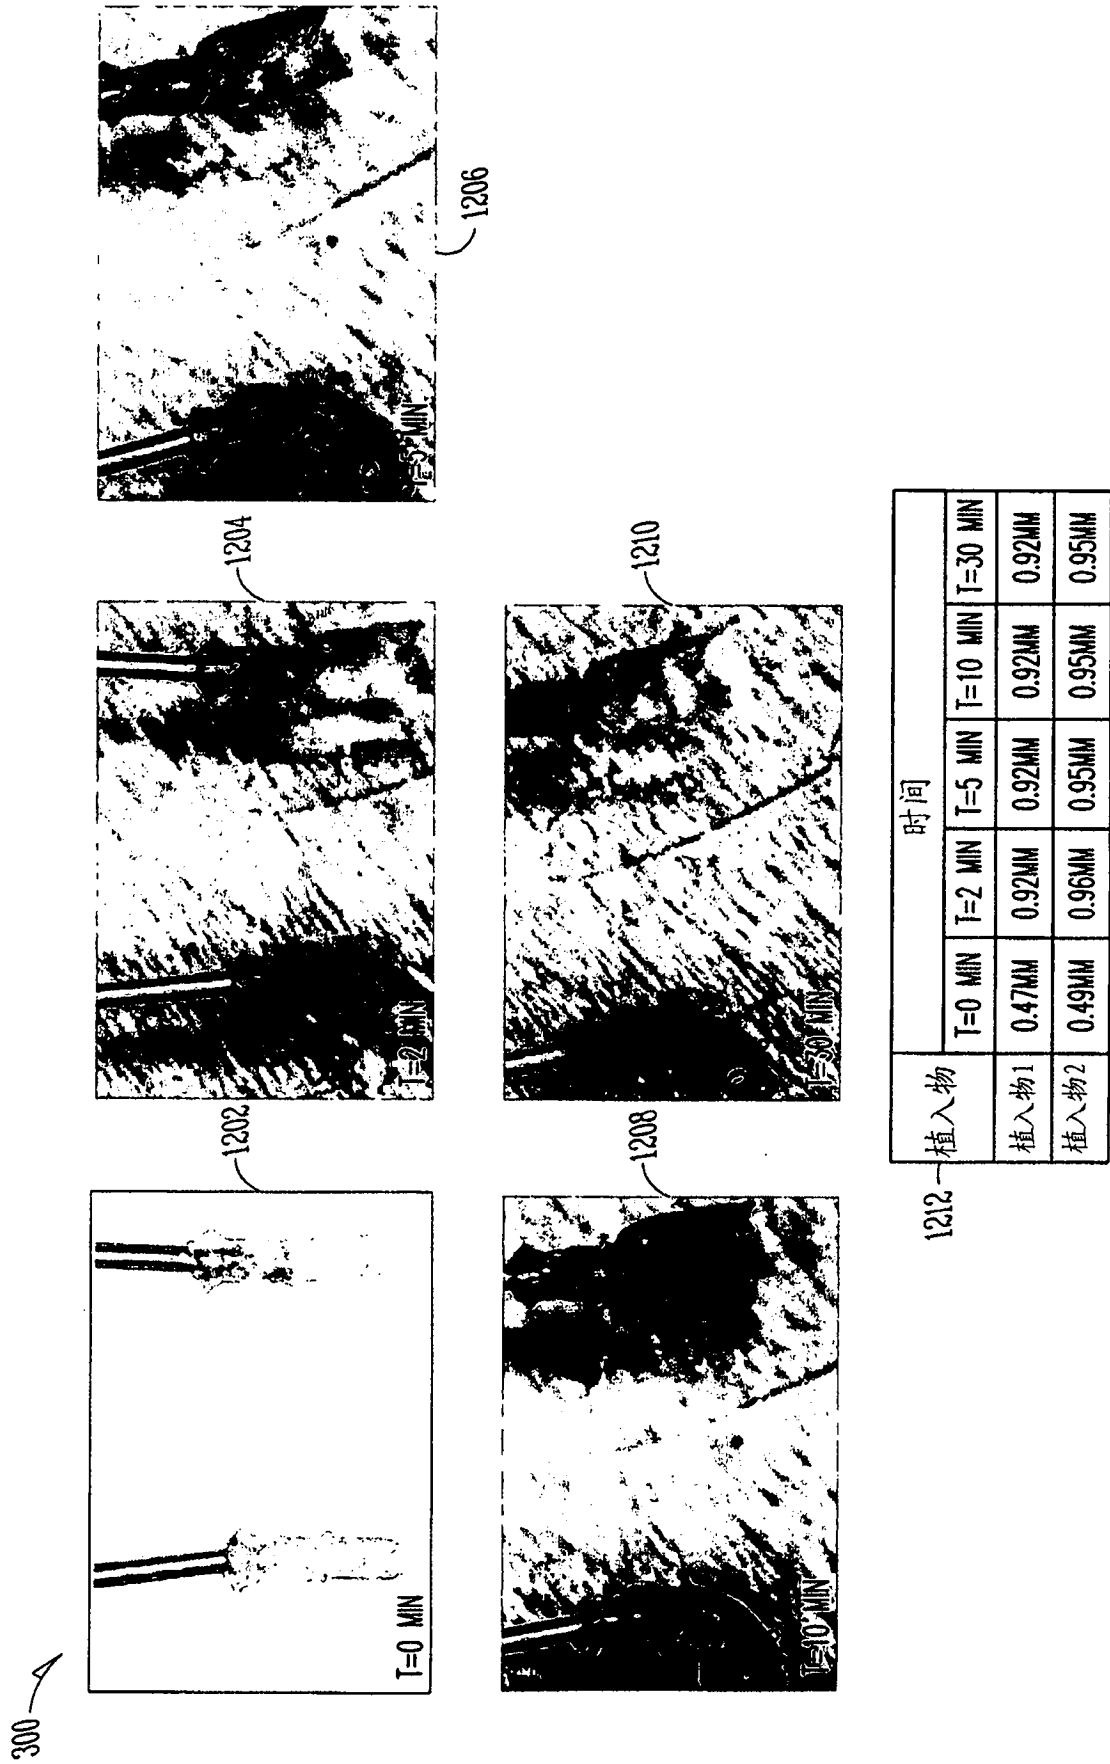 300
T=0 MIN
1202
T=2 MIN
1204
T=5 MIN
1206
T=10 MIN
1208
T=30 MIN
1210
1212
植入物 时间
T=0 MIN T=2 MIN T=5 MIN T=10 MIN T=30 MIN
植入物1 0.47MM 0.92MM 0.92MM 0.92MM 0.92MM
植入物2 0.49MM 0.96MM 0.95MM 0.95MM 0.95MM